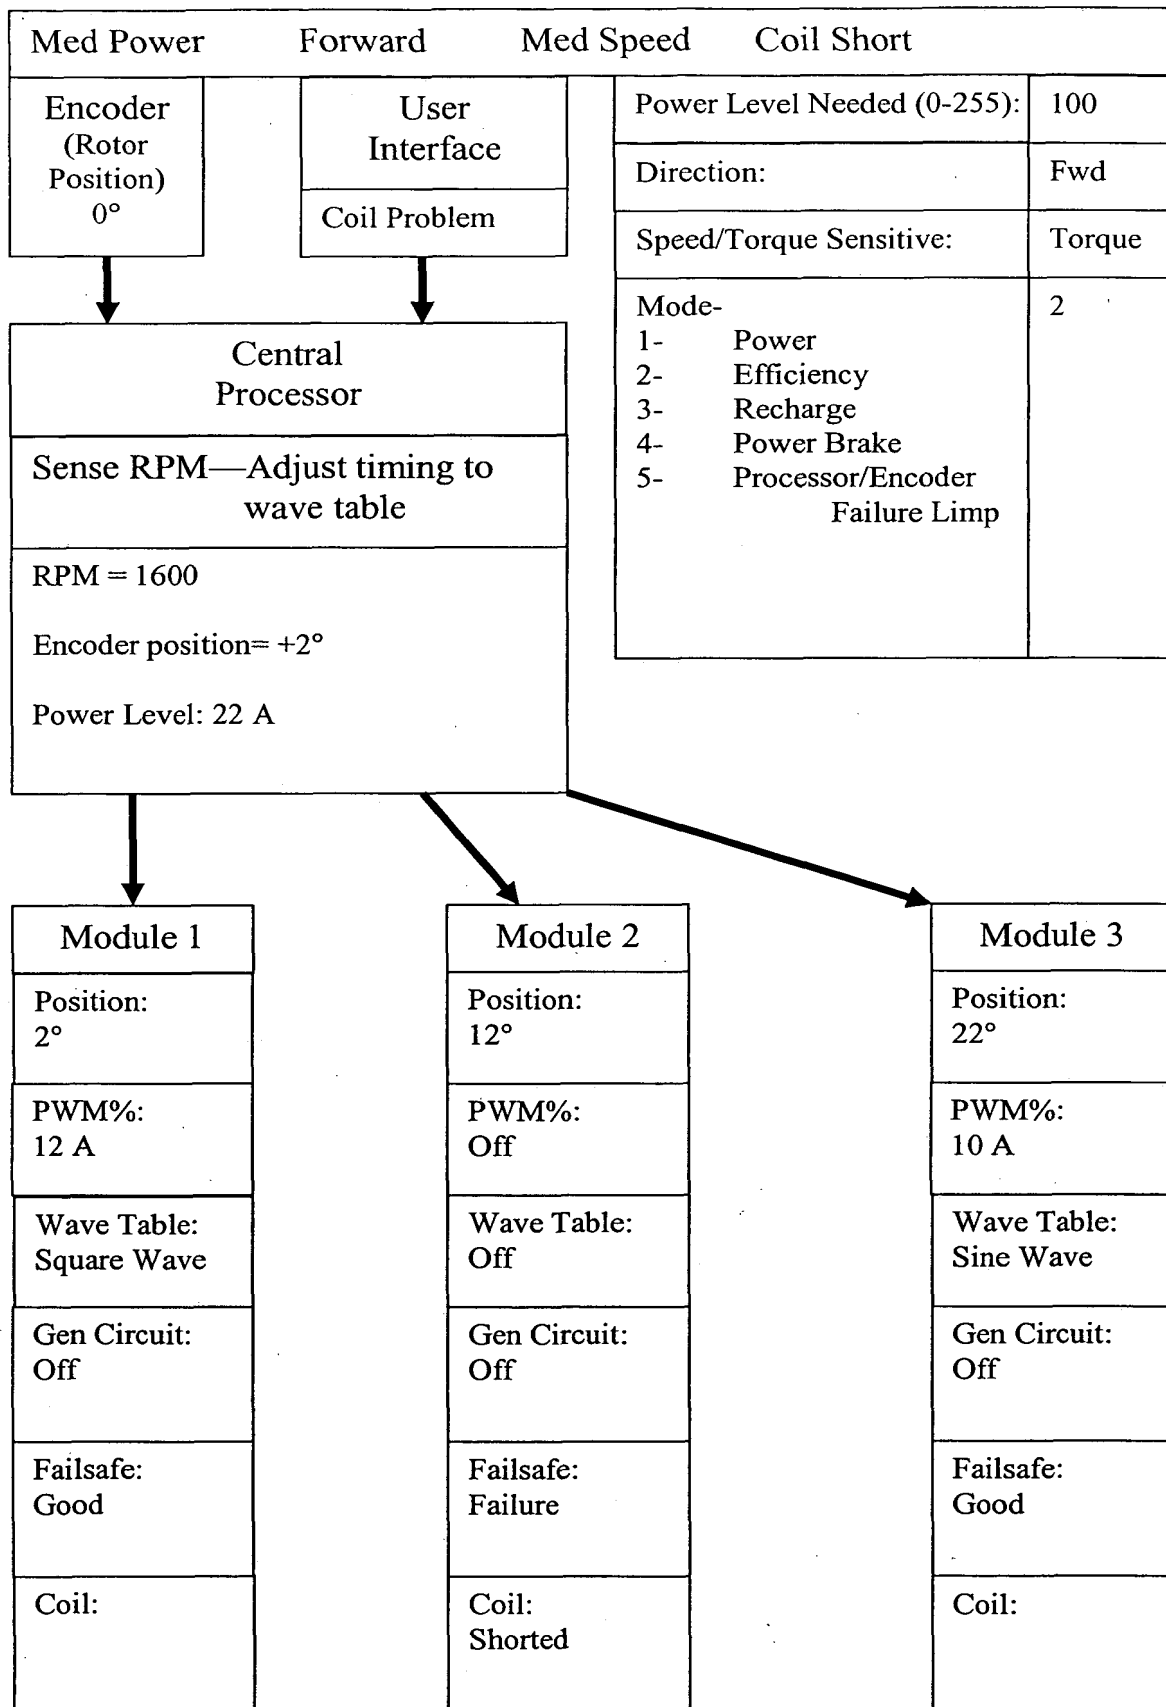 Med Power Forward Med Speed Coil Short
Encoder
(Rotor
Position)
0°
User
Interface
Coil Problem
Power Level Needed (0-255): 100
Direction: Fwd
Speed/Torque Sensitive: Torque
Mode- 2
1- Power
2- Efficiency
3- Recharge
4- Power Brake
5- Processor/Encoder
Failure Limp
Central
Processor
Sense RPM—Adjust timing to
wave table
RPM = 1600
Encoder position= +2°
Power Level: 22 A
Module 1
Position:
2°
PWM%:
12 A
Wave Table:
Square Wave
Gen Circuit:
Off
Failsafe:
Good
Coil:
Module 2
Position:
12°
PWM%:
Off
Wave Table:
Off
Gen Circuit:
Off
Failsafe:
Failure
Coil:
Shorted
Module 3
Position:
22°
PWM%:
10 A
Wave Table:
Sine Wave
Gen Circuit:
Off
Failsafe:
Good
Coil: